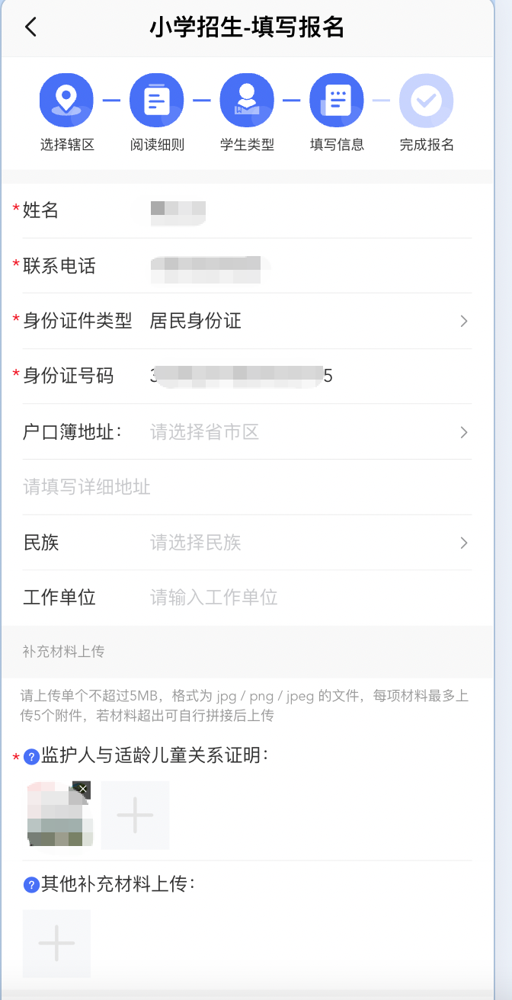 小学招生-填写报名
选择辖区 阅读细则 学生类型 填写信息 完成报名
*姓名
*联系电话
*身份证件类型 居民身份证
*身份证号码 3 5
户口簿地址： 请选择省市区
请填写详细地址
民族 请选择民族
工作单位 请输入工作单位
补充材料上传
请上传单个不超过5MB，格式为 jpg / png / jpeg 的文件，每项材料最多上
传5个附件，若材料超出可自行拼接后上传
*?监护人与适龄儿童关系证明：
?其他补充材料上传：